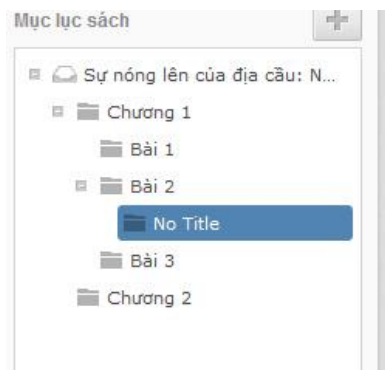 Mục lục sách
Sự nóng lên của địa cầu: N...
Chương 1
Bài 1
Bài 2
No Title
Bài 3
Chương 2